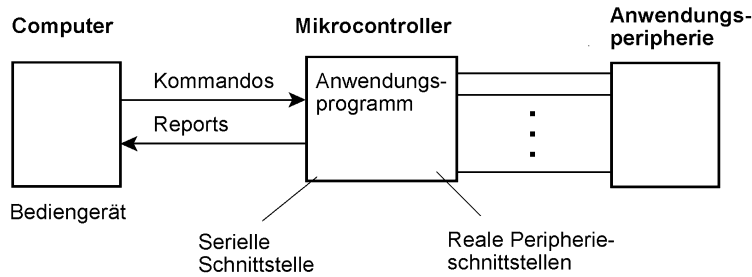 Computer
Mikrocontroller
Anwendungs-
peripherie
Kommandos
Reports
Anwendungs-
programm
Bediengerät
Serielle
Schnittstelle
Reale Peripherie-
schnittstellen